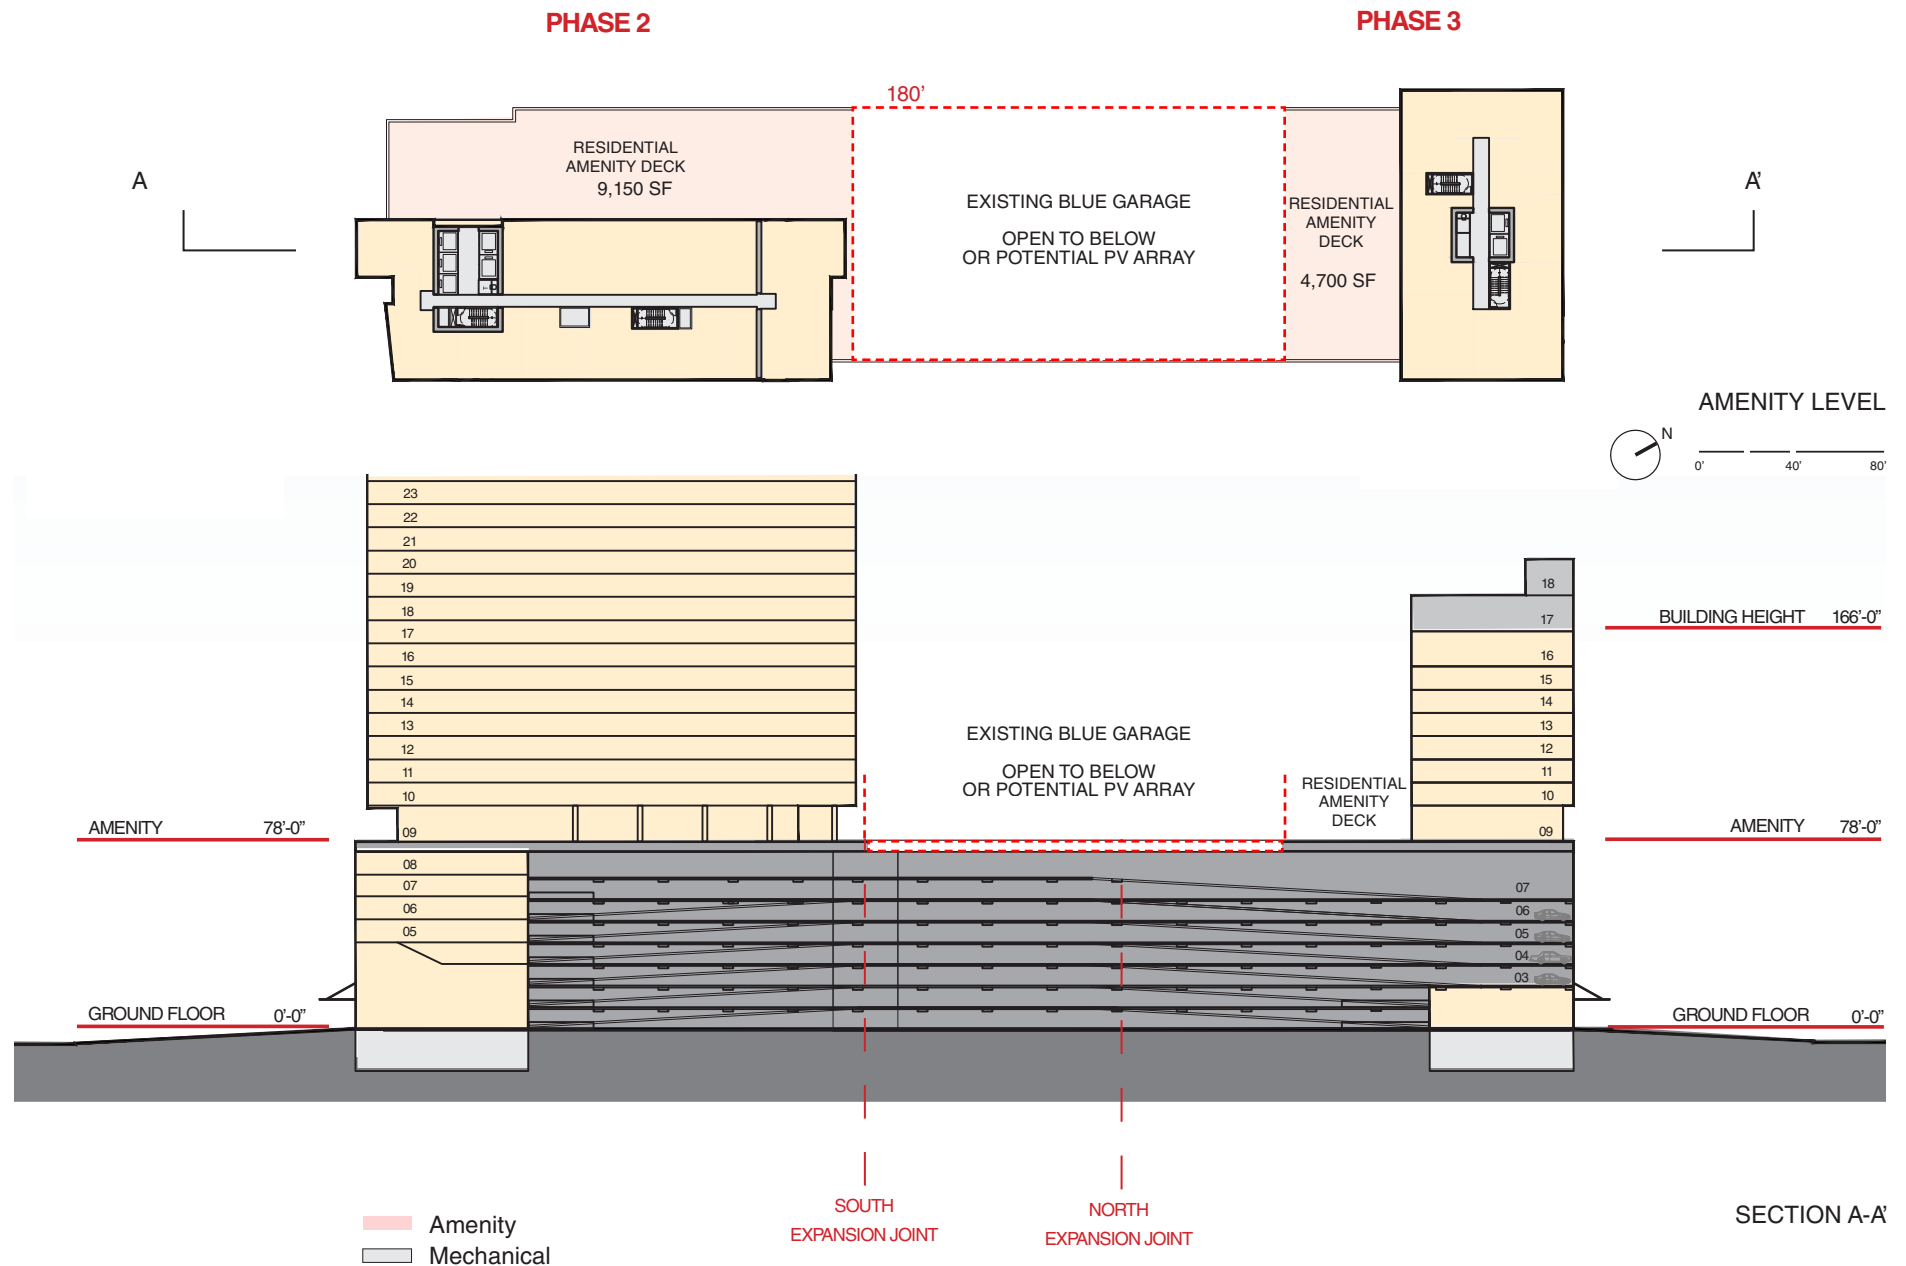 PHASE 2
PHASE 3
180’
RESIDENTIAL
AMENITY DECK
9,150 SF
A
A’
EXISTING BLUE GARAGE
OPEN TO BELOW
OR POTENTIAL PV ARRAY
RESIDENTIAL
AMENITY
DECK
4,700 SF
AMENITY LEVEL
N
0’
40’
80’
23
22
21
20
19
18
17
16
15
14
13
12
11
10
09
08
07
06
05
18
17
16
15
14
13
12
11
10
09
07
06
05
04
03
BUILDING HEIGHT 166’-0”
EXISTING BLUE GARAGE
OPEN TO BELOW
OR POTENTIAL PV ARRAY
RESIDENTIAL
AMENITY
DECK
AMENITY 78’-0”
AMENITY 78’-0”
GROUND FLOOR 0’-0”
GROUND FLOOR 0’-0”
SOUTH
EXPANSION JOINT
NORTH
EXPANSION JOINT
SECTION A-A’
Amenity
Mechanical